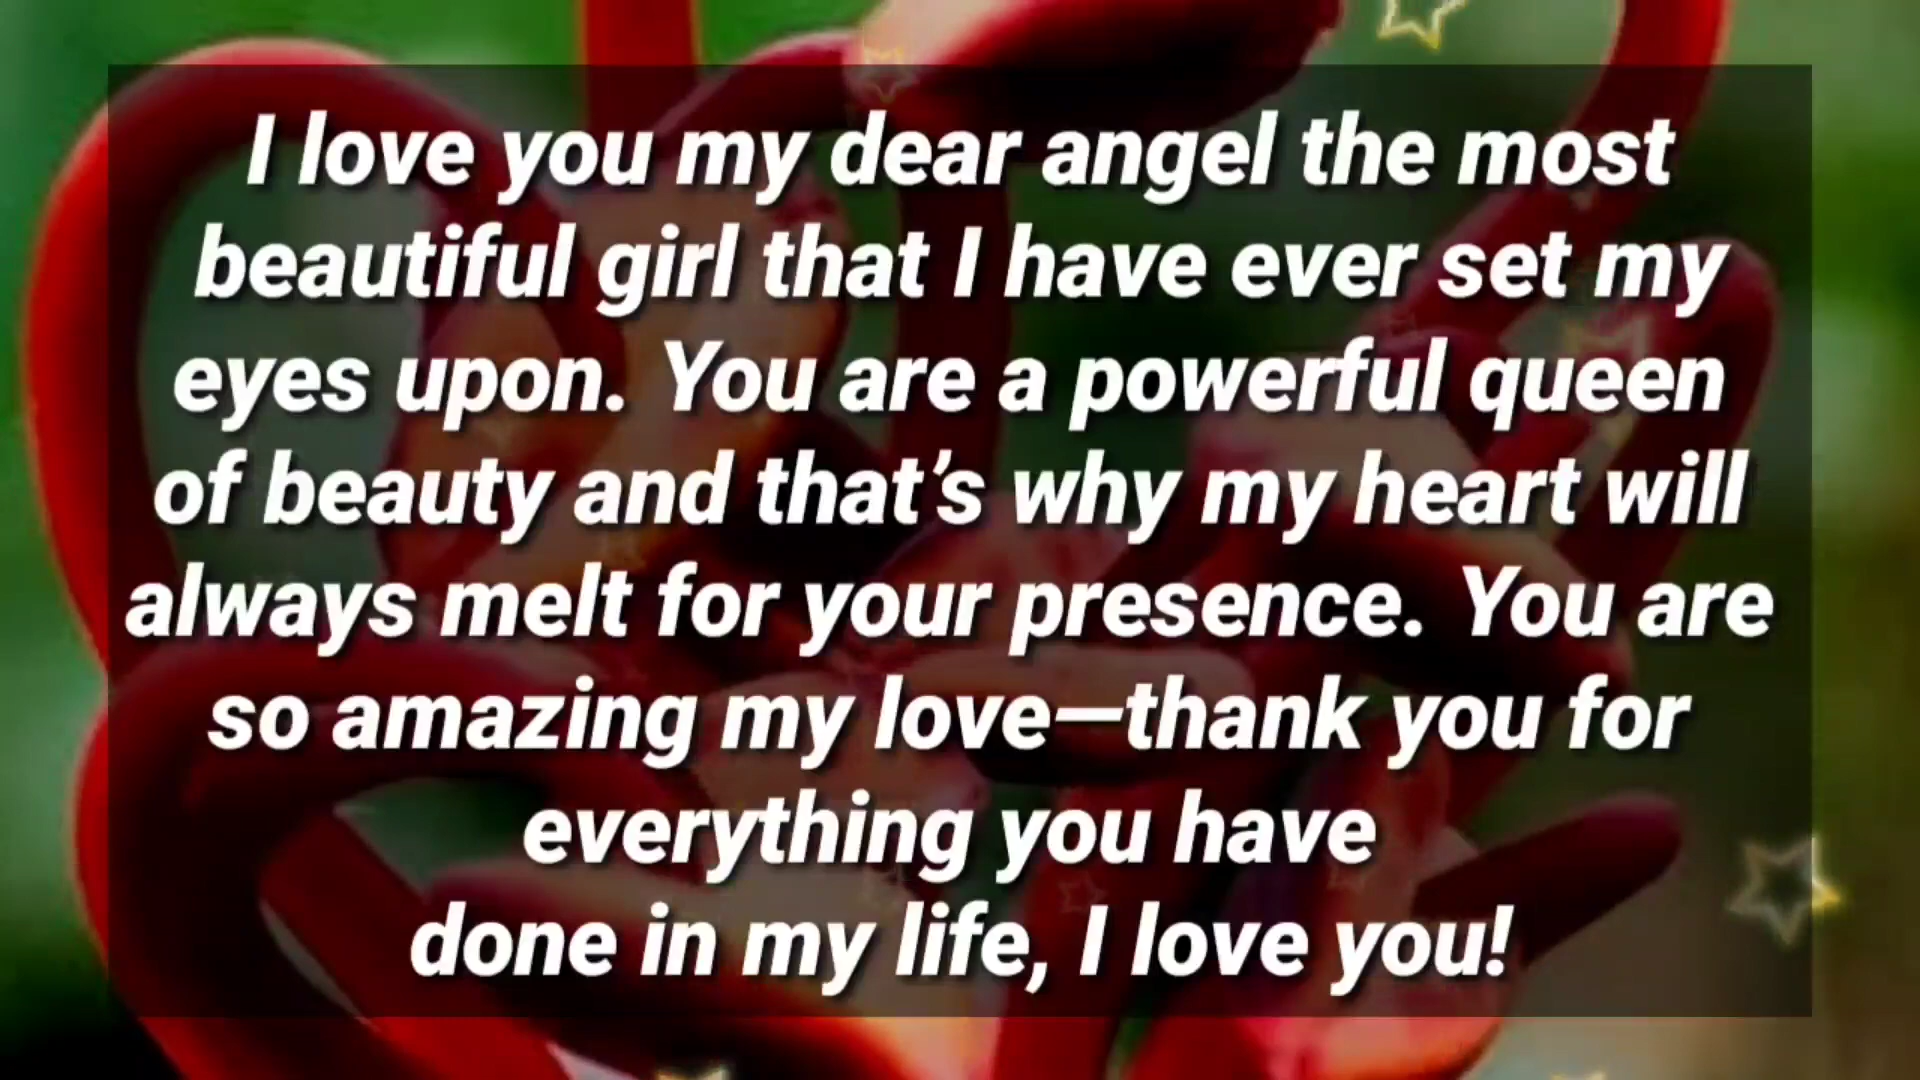 I love you my dear angel the most
beautiful girl that I have ever set my
eyes upon. You are a powerful queen
of beauty and that’s why my heart will
always melt for your presence. You are
so amazing my love—thank you for
everything you have
done in my life, I love you!